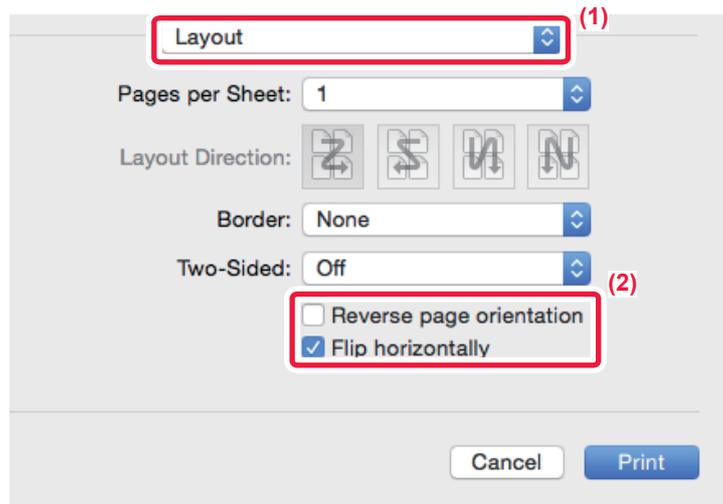 (1)
Layout
Pages per Sheet: 1
Layout Direction:
Border: None
Two-Sided: Off
(2)
Reverse page orientation
Flip horizontally
Cancel Print